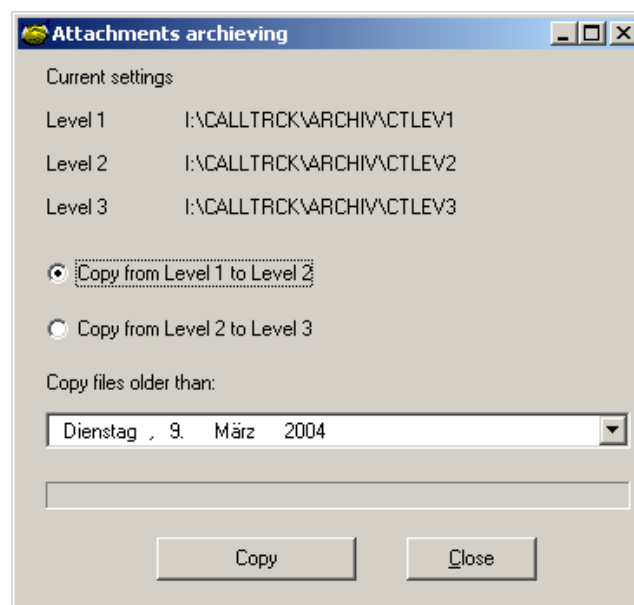 Attachments archieving
Current settings
Level 1 I:\CALLTRCK\ARCHIV\CTLEV1
Level 2 I:\CALLTRCK\ARCHIV\CTLEV2
Level 3 I:\CALLTRCK\ARCHIV\CTLEV3
Copy from Level 1 to Level 2
Copy from Level 2 to Level 3
Copy files older than:
Dienstag , 9. März 2004
Copy Close